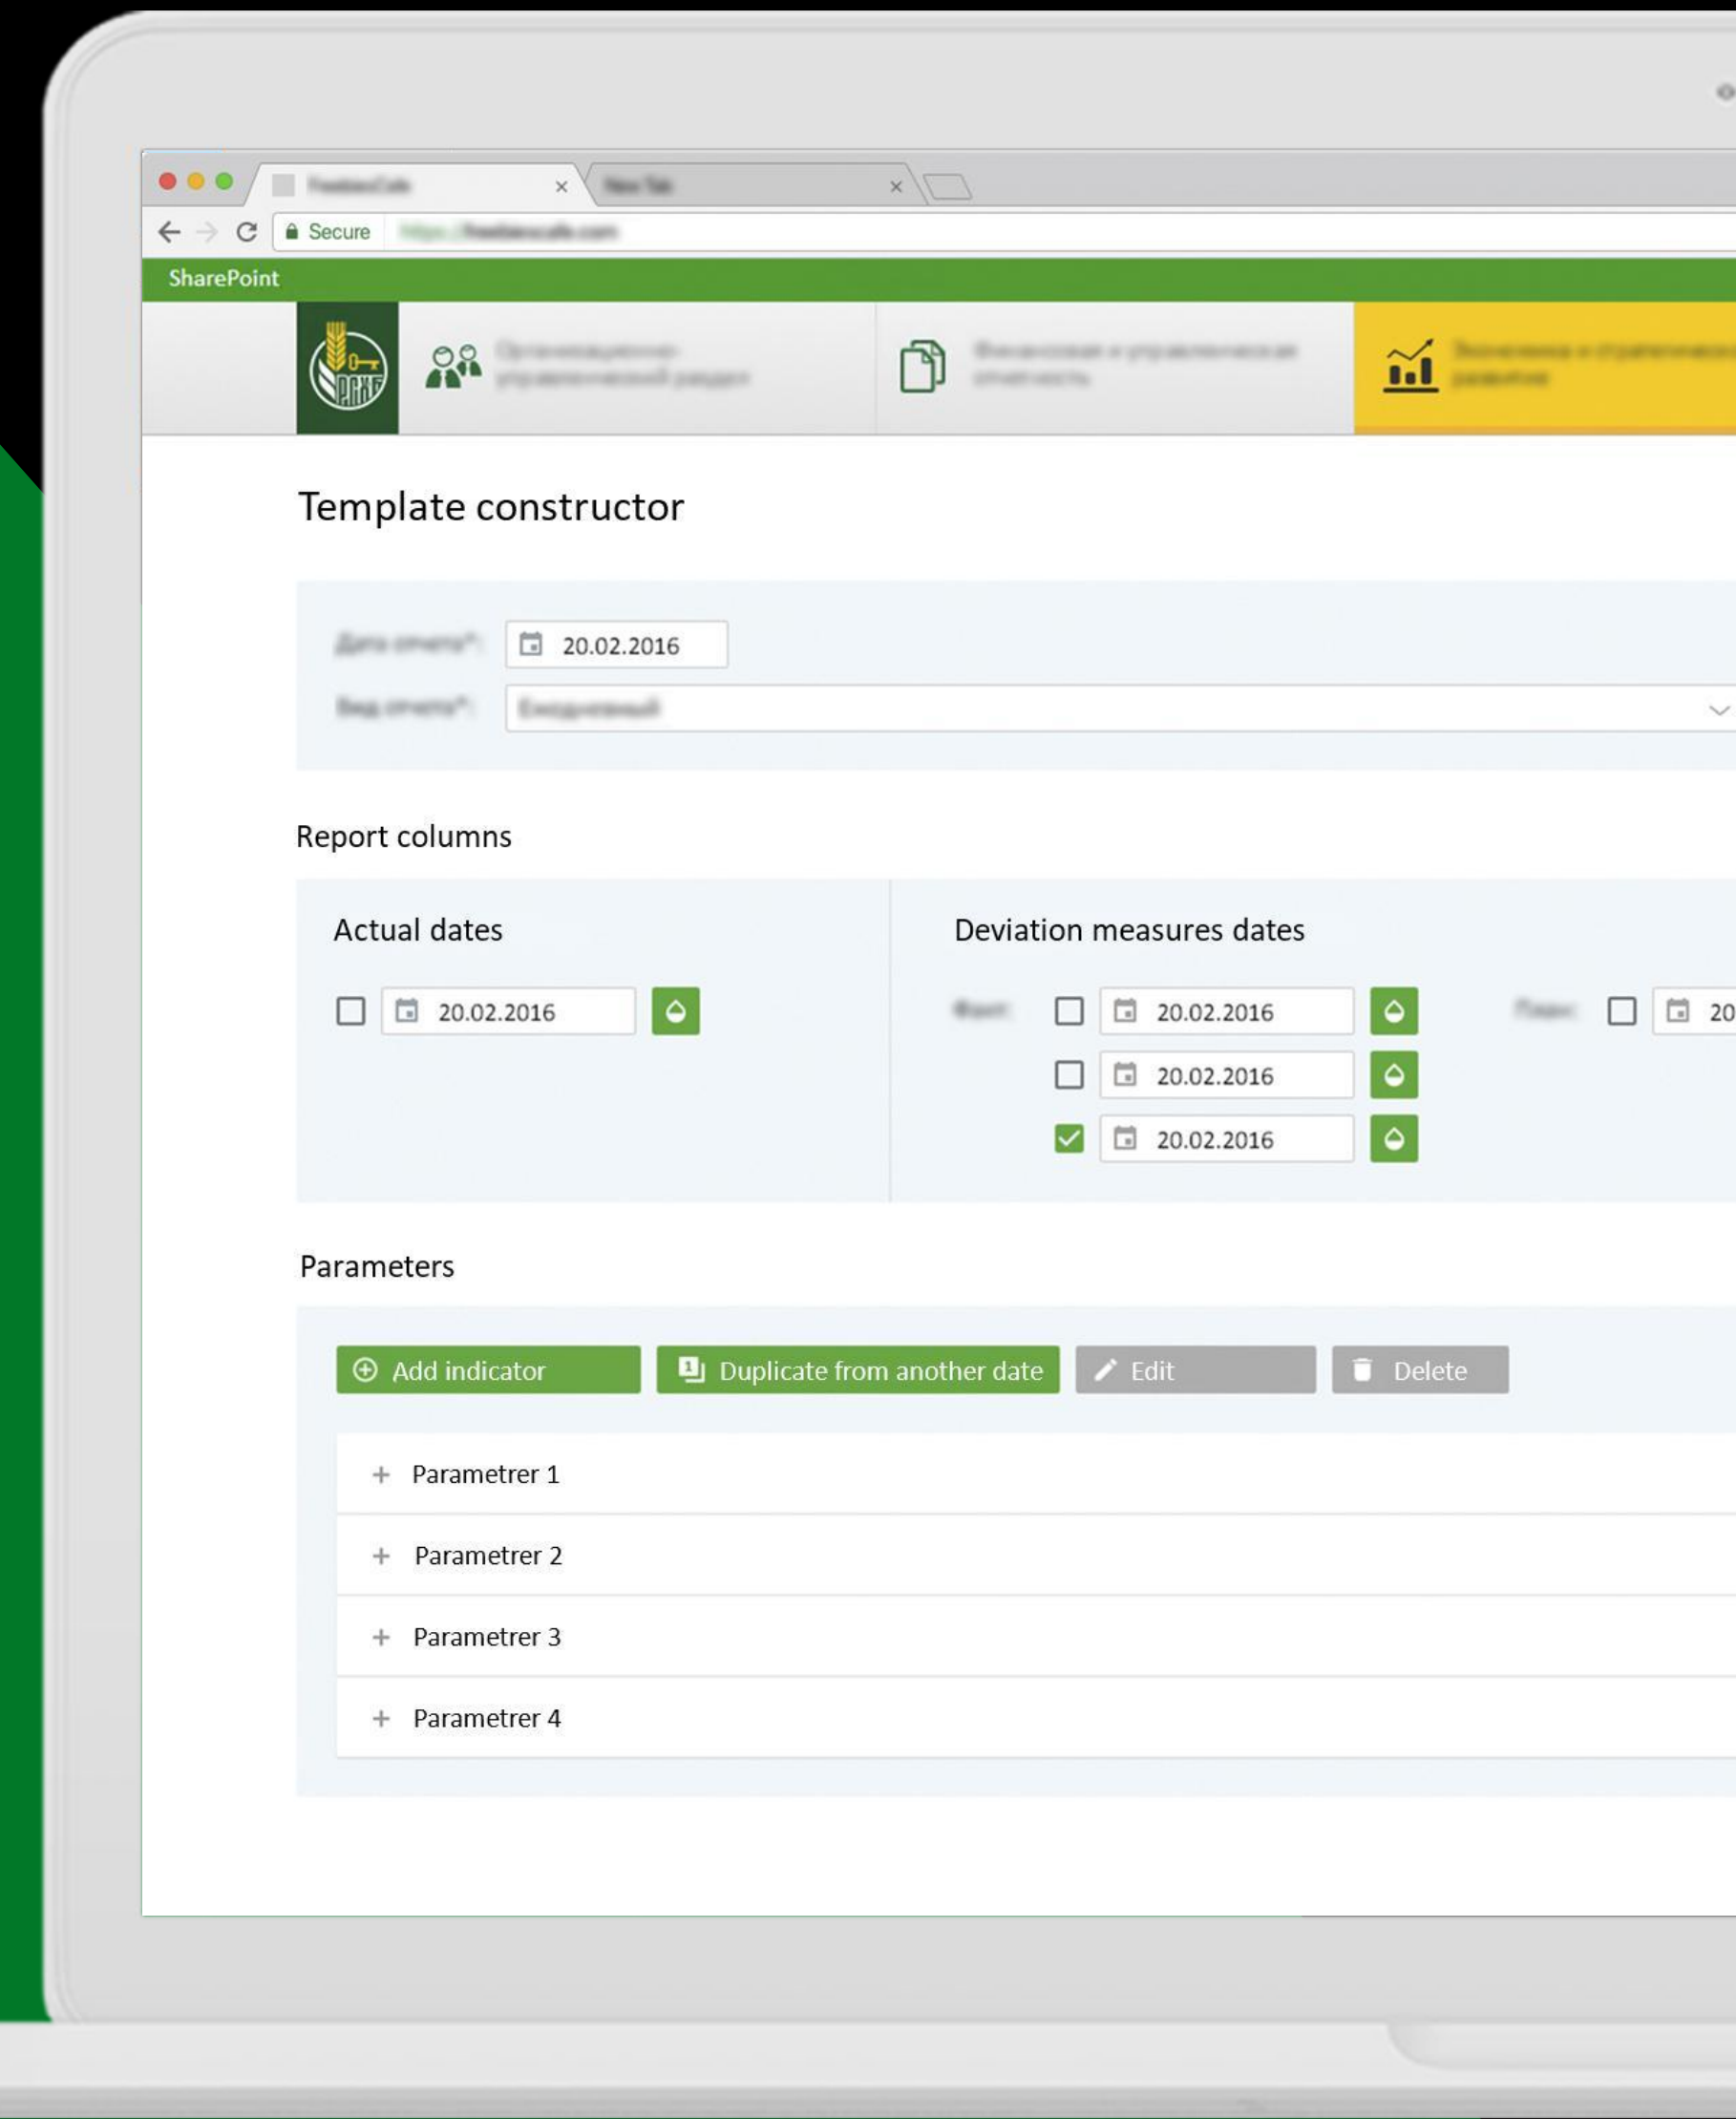 Secure
SharePoint
РСХБ
Template constructor
20.02.2016
Report columns
Actual dates
Deviation measures dates
20.02.2016
20.02.2016
20
20.02.2016
20.02.2016
Parameters
Add indicator
1
Duplicate from another date
Edit
Delete
Parametrer 1
Parametrer 2
Parametrer 3
Parametrer 4